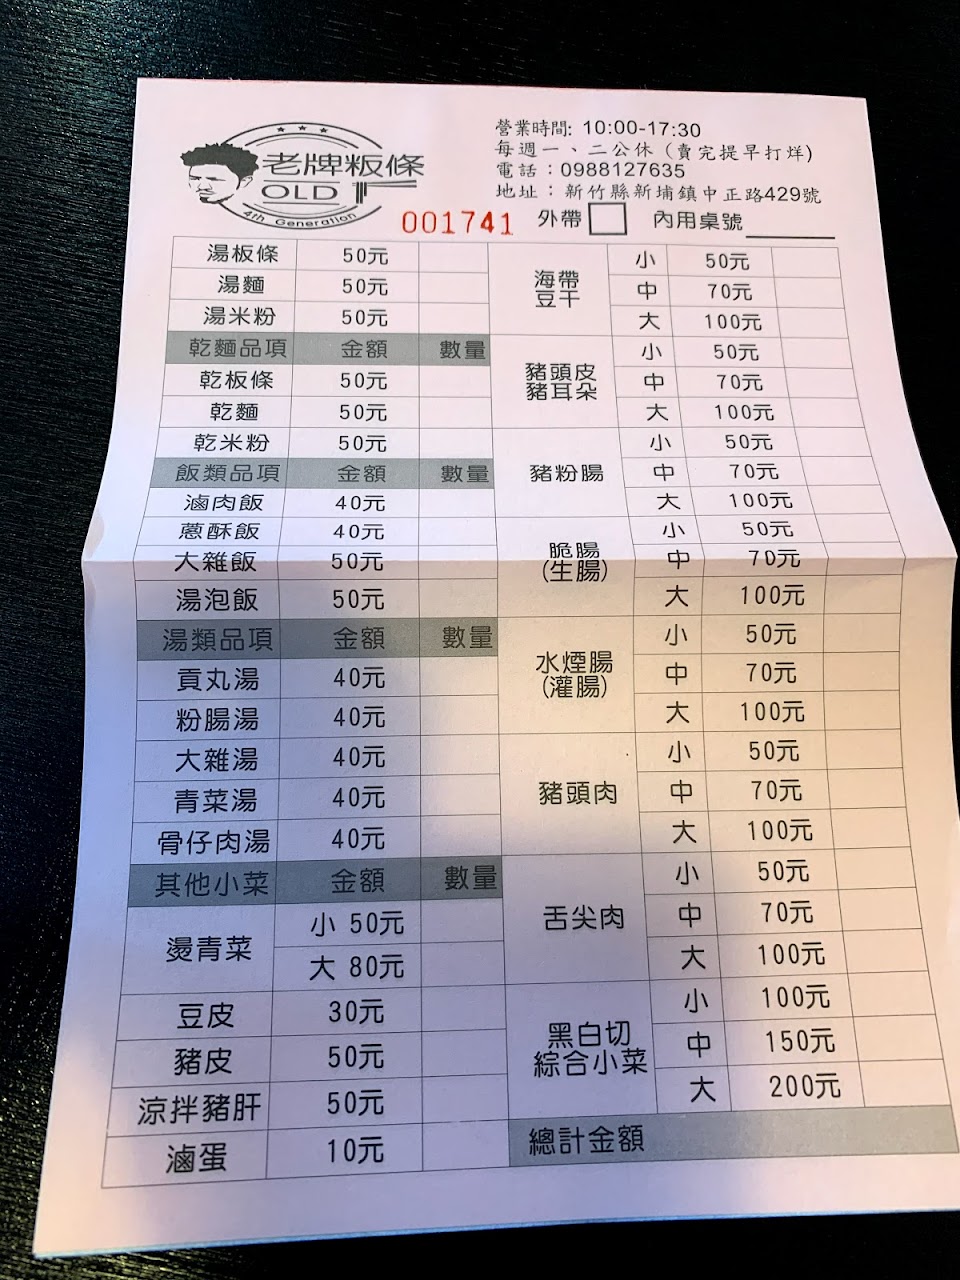 老牌粄條
OLD
4th Generation
營業時間: 10:00-17:30
每週一、二公休 (賣完提早打烊)
電話:0988127635
地址:新竹縣新埔鎮中正路429號
001741 外帶 內用桌號
湯板條 50元
湯麵 50元
湯米粉 50元
乾麵品項 金額 數量
乾板條 50元
乾麵 50元
乾米粉 50元
飯類品項 金額 數量
滷肉飯 40元
蔥酥飯 40元
大雜飯 50元
湯泡飯 50元
湯類品項 金額 數量
貢丸湯 40元
粉腸湯 40元
大雜湯 40元
青菜湯 40元
骨仔肉湯 40元
其他小菜 金額 數量
燙青菜
小 50元
大 80元
豆皮 30元
豬皮 50元
涼拌豬肝 50元
滷蛋 10元
海帶
豆干
小 50元
中 70元
大 100元
豬頭皮
豬耳朵
小 50元
中 70元
大 100元
豬粉腸
小 50元
中 70元
大 100元
脆腸
(生腸)
小 50元
中 70元
大 100元
水煙腸
(灌腸)
小 50元
中 70元
大 100元
豬頭肉
小 50元
中 70元
大 100元
舌尖肉
小 50元
中 70元
大 100元
黑白切
綜合小菜
小 100元
中 150元
大 200元
總計金額